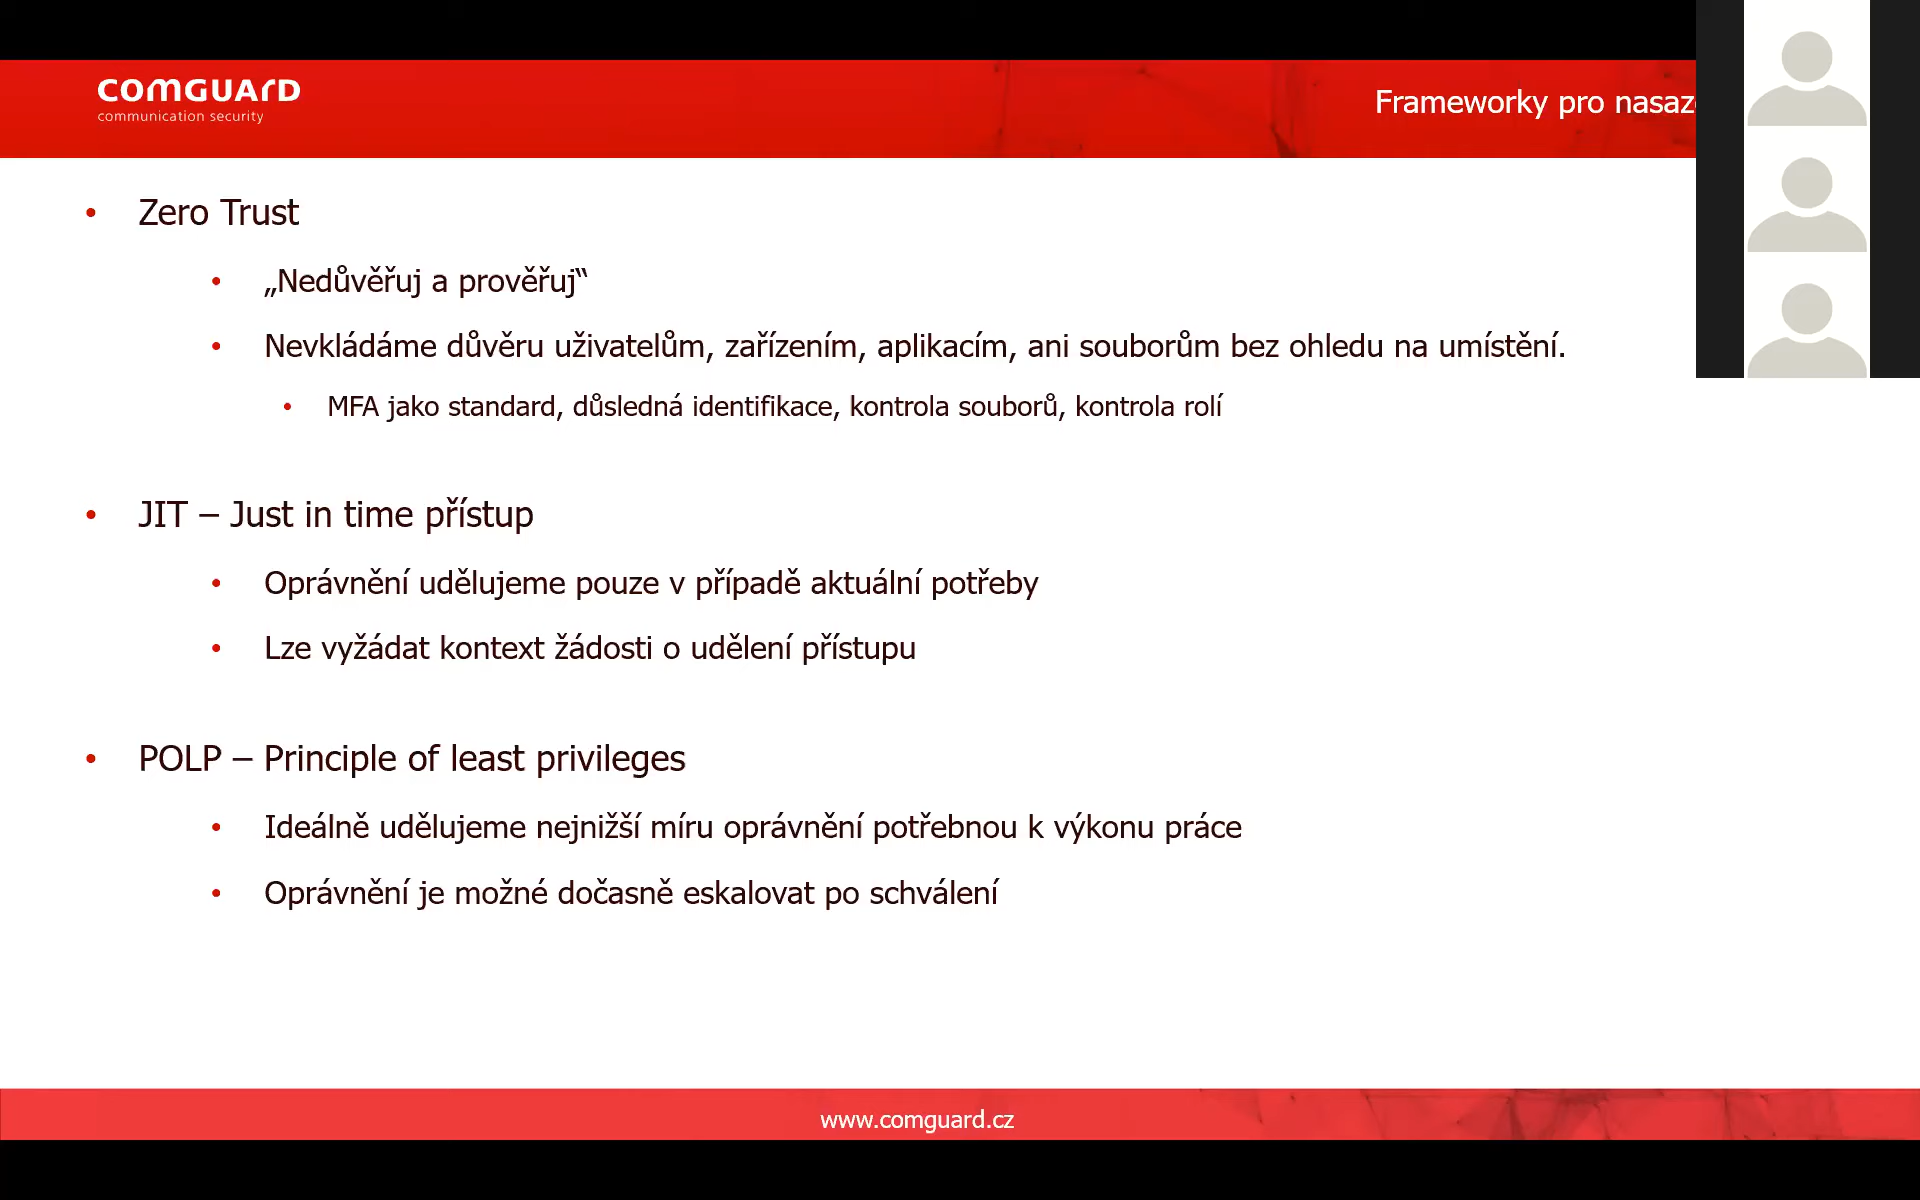 comguard
communication security
Frameworky pro
Zero Trust
„Nedůvěřuj a prověřuj“
Nevkládáme důvěru uživatelům, zařízením, aplikacím, ani souborům bez ohledu na umístění.
MFA jako standard, důsledná identifikace, kontrola souborů, kontrola rolí
JIT – Just in time přístup
Oprávnění udělujeme pouze v případě aktuální potřeby
Lze vyžádat kontext žádosti o udělení přístupu
POLP – Principle of least privileges
Ideálně udělujeme nejnižší míru oprávnění potřebnou k výkonu práce
Oprávnění je možné dočasně eskalovat po schválení
www.comguard.cz